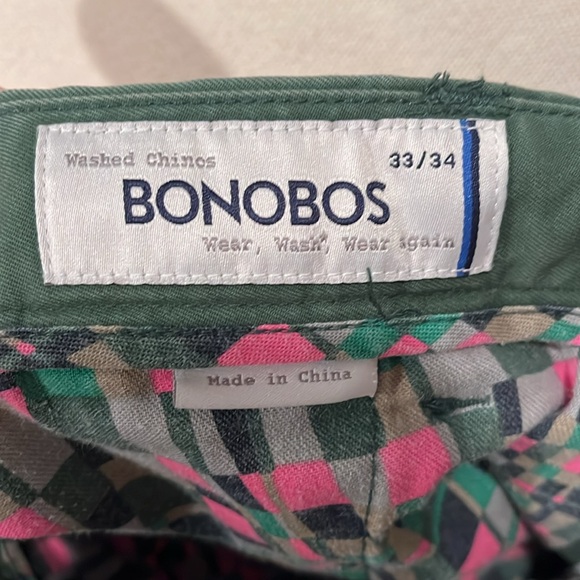 Washed Chinos 33/34
BONOBOS
Wear, Wash, Wear again
Made in China